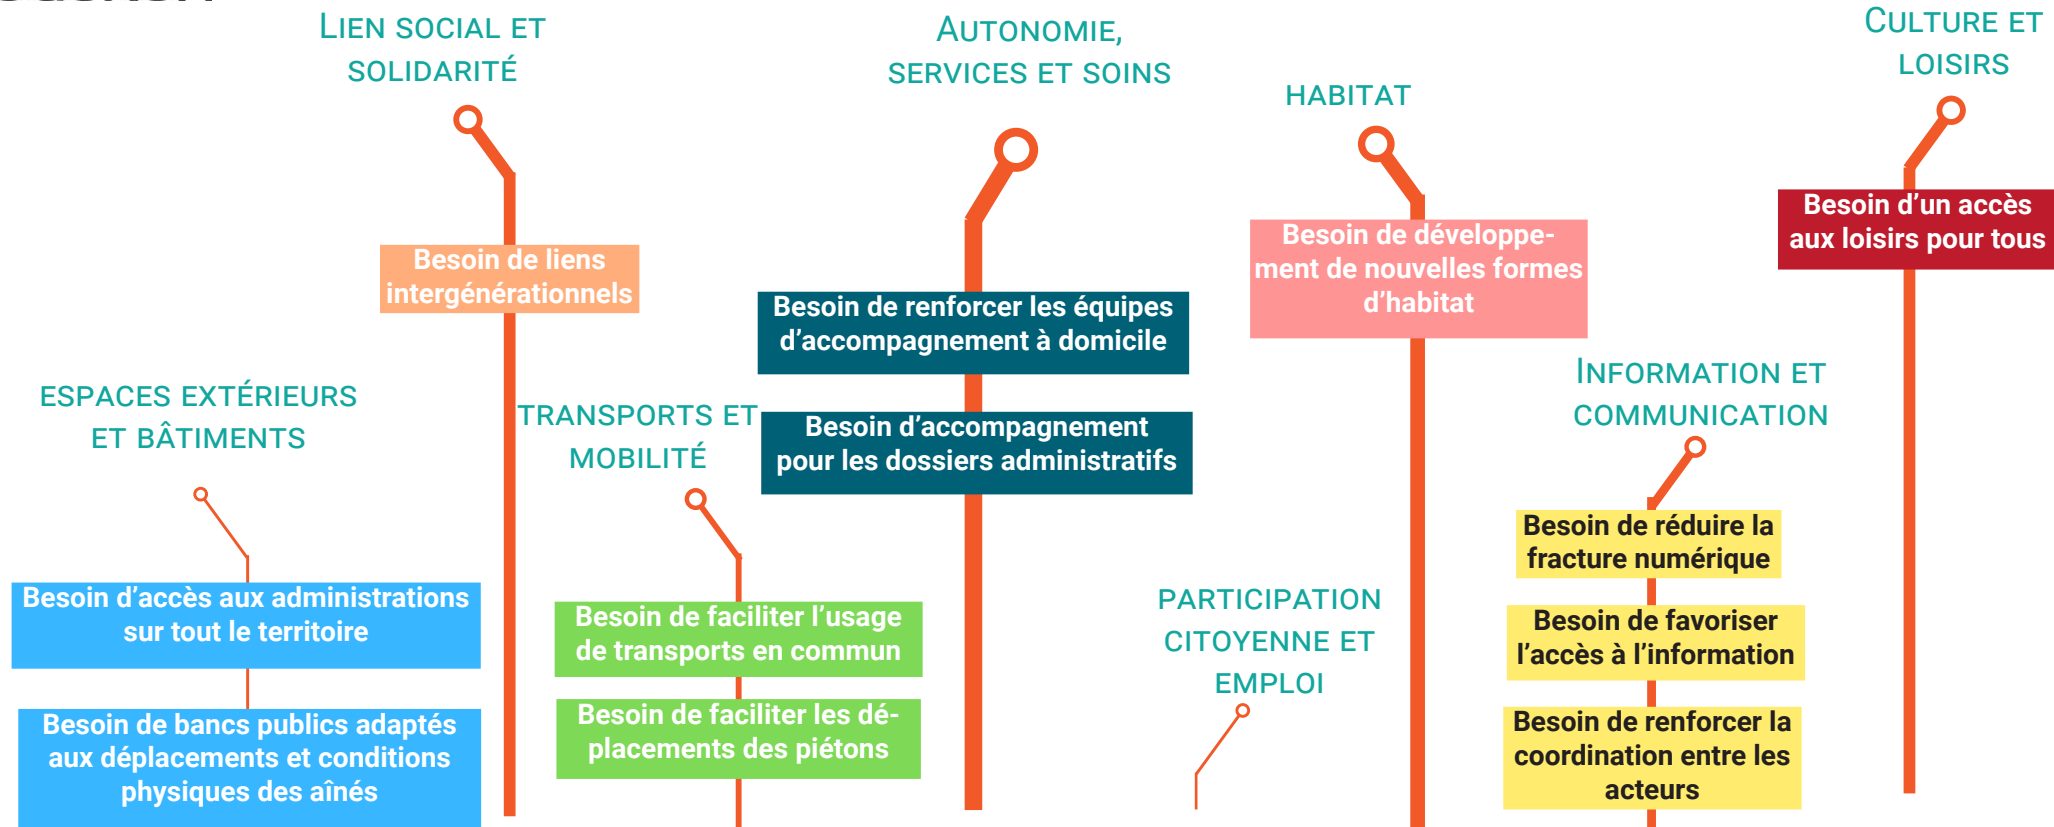 LIEN SOCIAL ET
SOLIDARITÉ
Besoin de liens
intergénérationnels
AUTONOMIE,
SERVICES ET SOINS
Besoin de renforcer les équipes
d'accompagnement à domicile
Besoin d'accompagnement
pour les dossiers administratifs
HABITAT
Besoin de développe-
ment de nouvelles formes
d'habitat
CULTURE ET
LOISIRS
Besoin d'un accès
aux loisirs pour tous
ESPACES EXTÉRIEURS
ET BÂTIMENTS
Besoin d'accès aux administrations
sur tout le territoire
Besoin de bancs publics adaptés
aux déplacements et conditions
physiques des aînés
TRANSPORTS ET
MOBILITÉ
Besoin de faciliter l'usage
de transports en commun
Besoin de faciliter les dé-
placements des piétons
PARTICIPATION
CITOYENNE ET
EMPLOI
INFORMATION ET
COMMUNICATION
Besoin de réduire la
fracture numérique
Besoin de favoriser
l'accès à l'information
Besoin de renforcer la
coordination entre les
acteurs